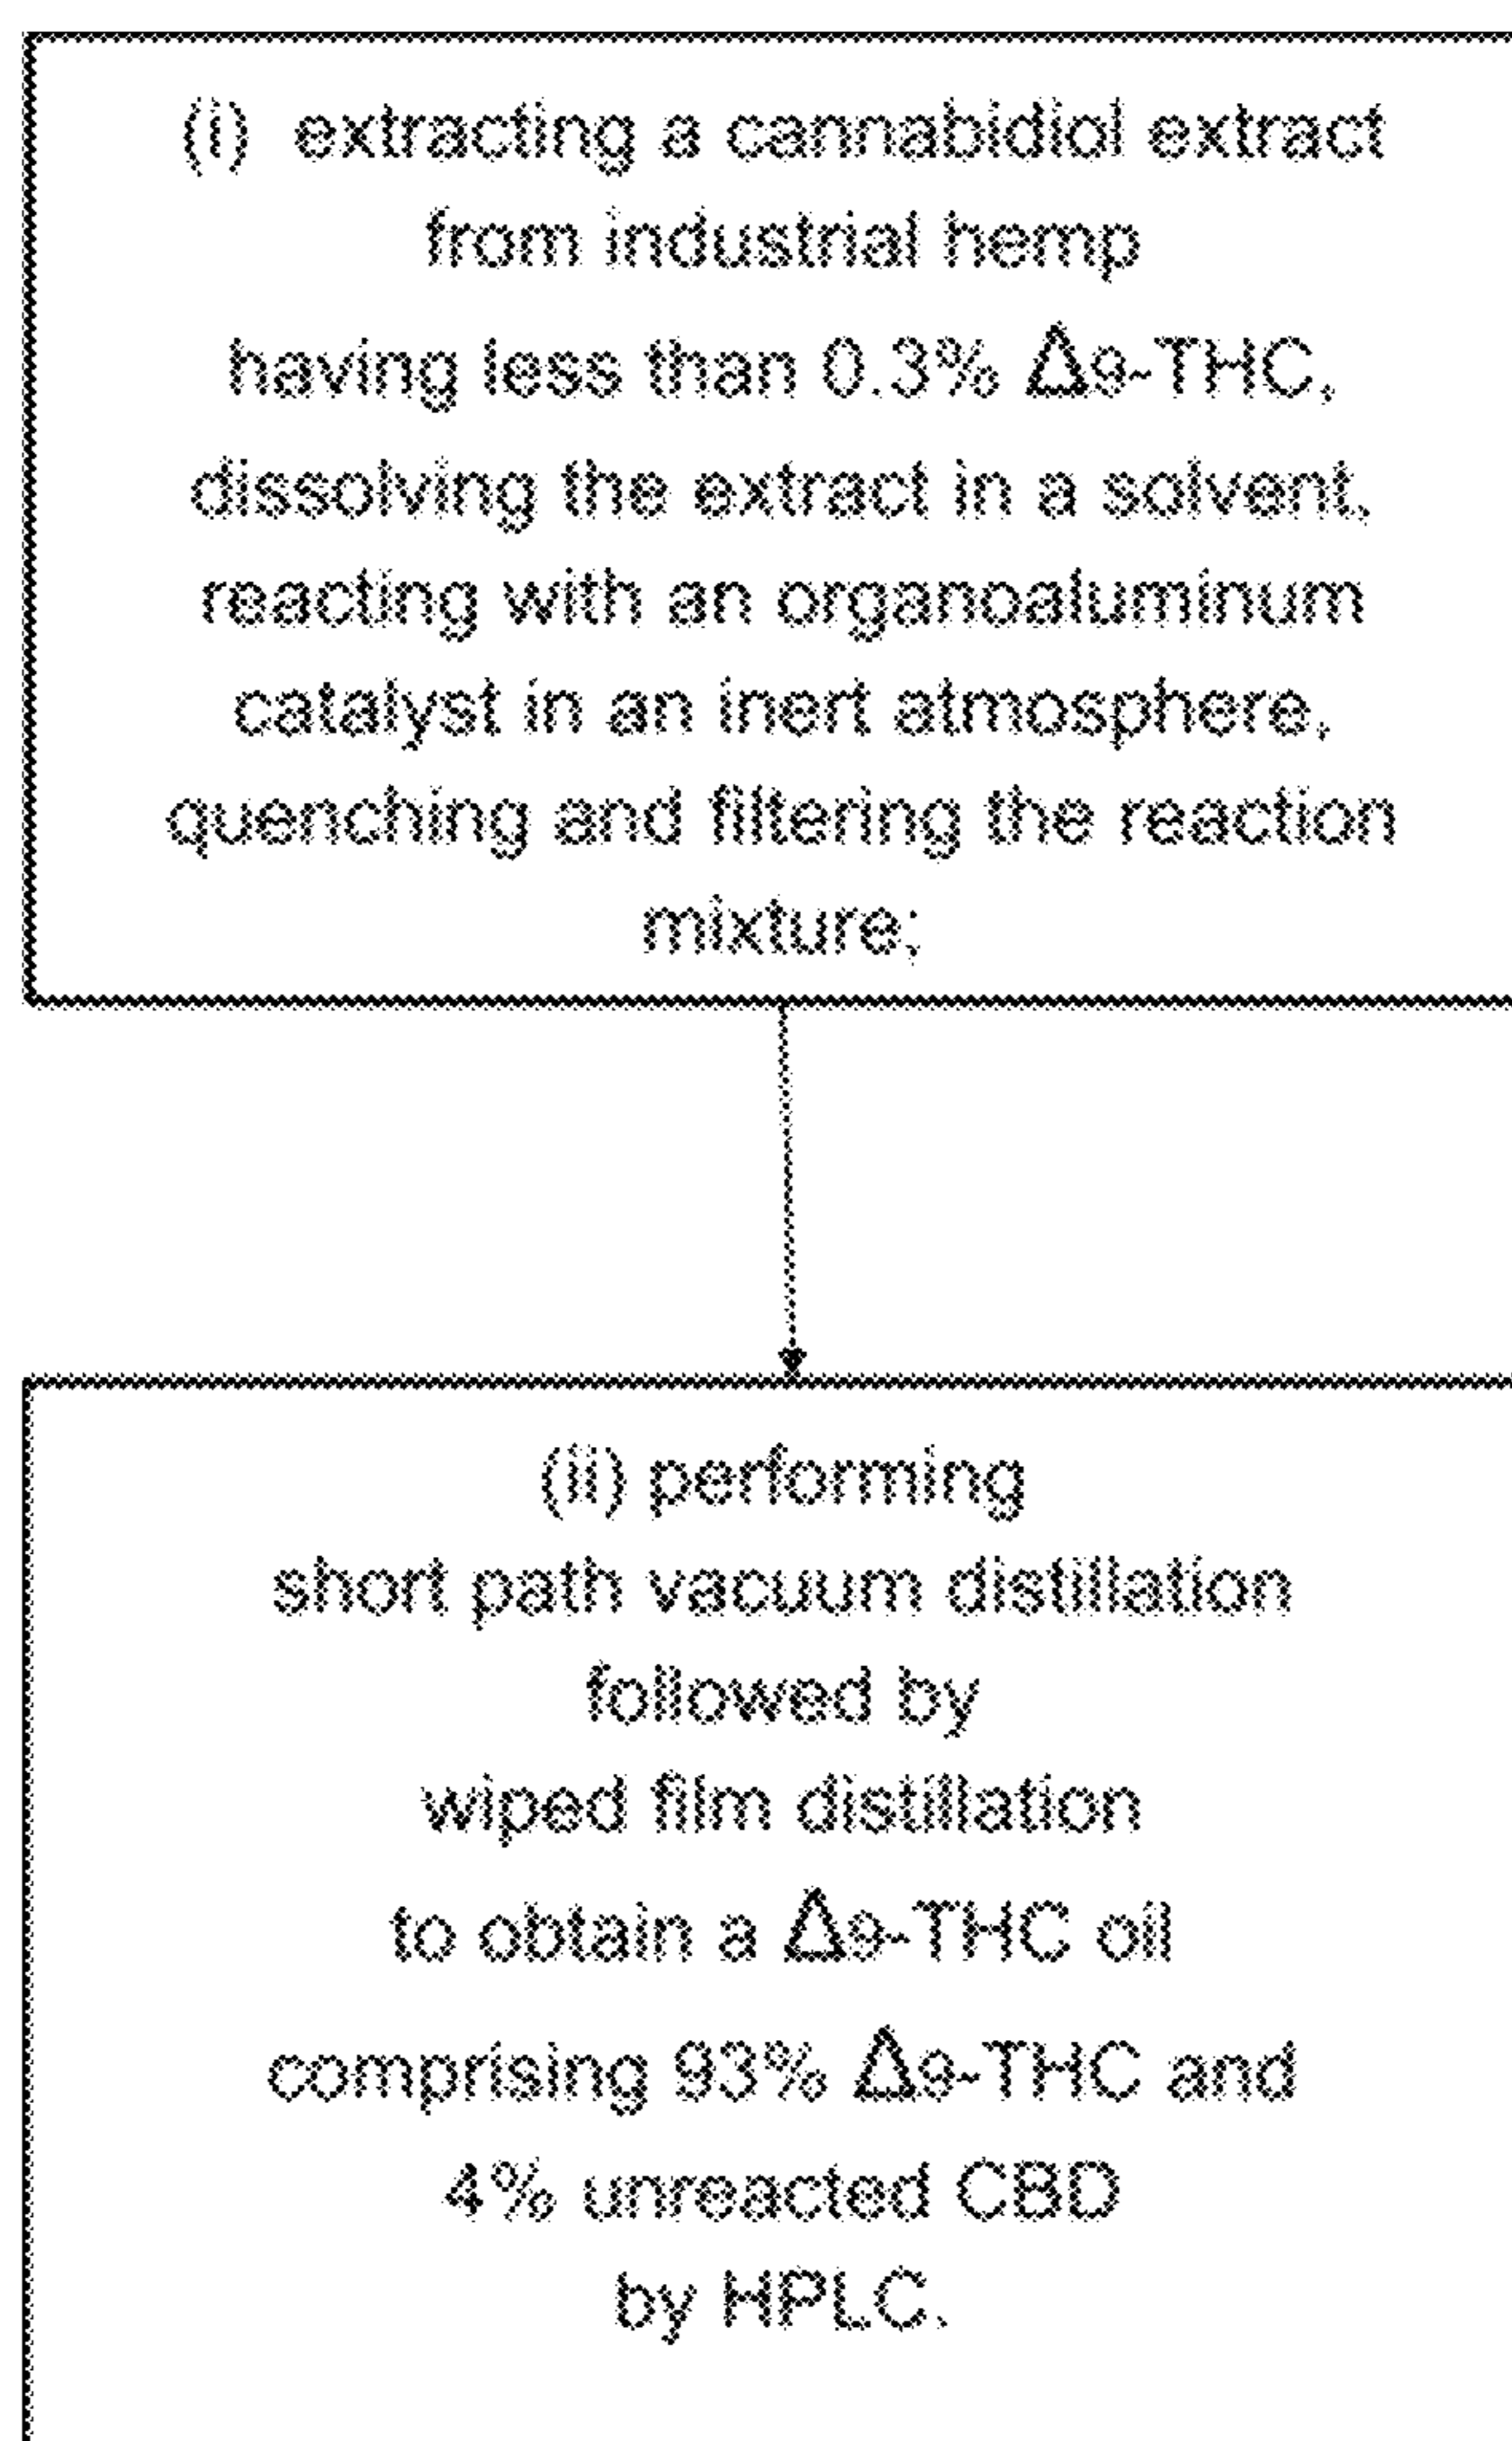 (i) extracting a cannabidiol extract
from industrial hemp
having less than 0.3% Δ9-THC,
dissolving the extract in a solvent,
reacting with an organoaluminum
catalyst in an inert atmosphere,
quenching and filtering the reaction
mixture;
(ii) performing
short path vacuum distillation
followed by
wiped film distillation
to obtain a Δ9-THC oil
comprising 93% Δ9-THC and
4% unreacted CBD
by HPLC.